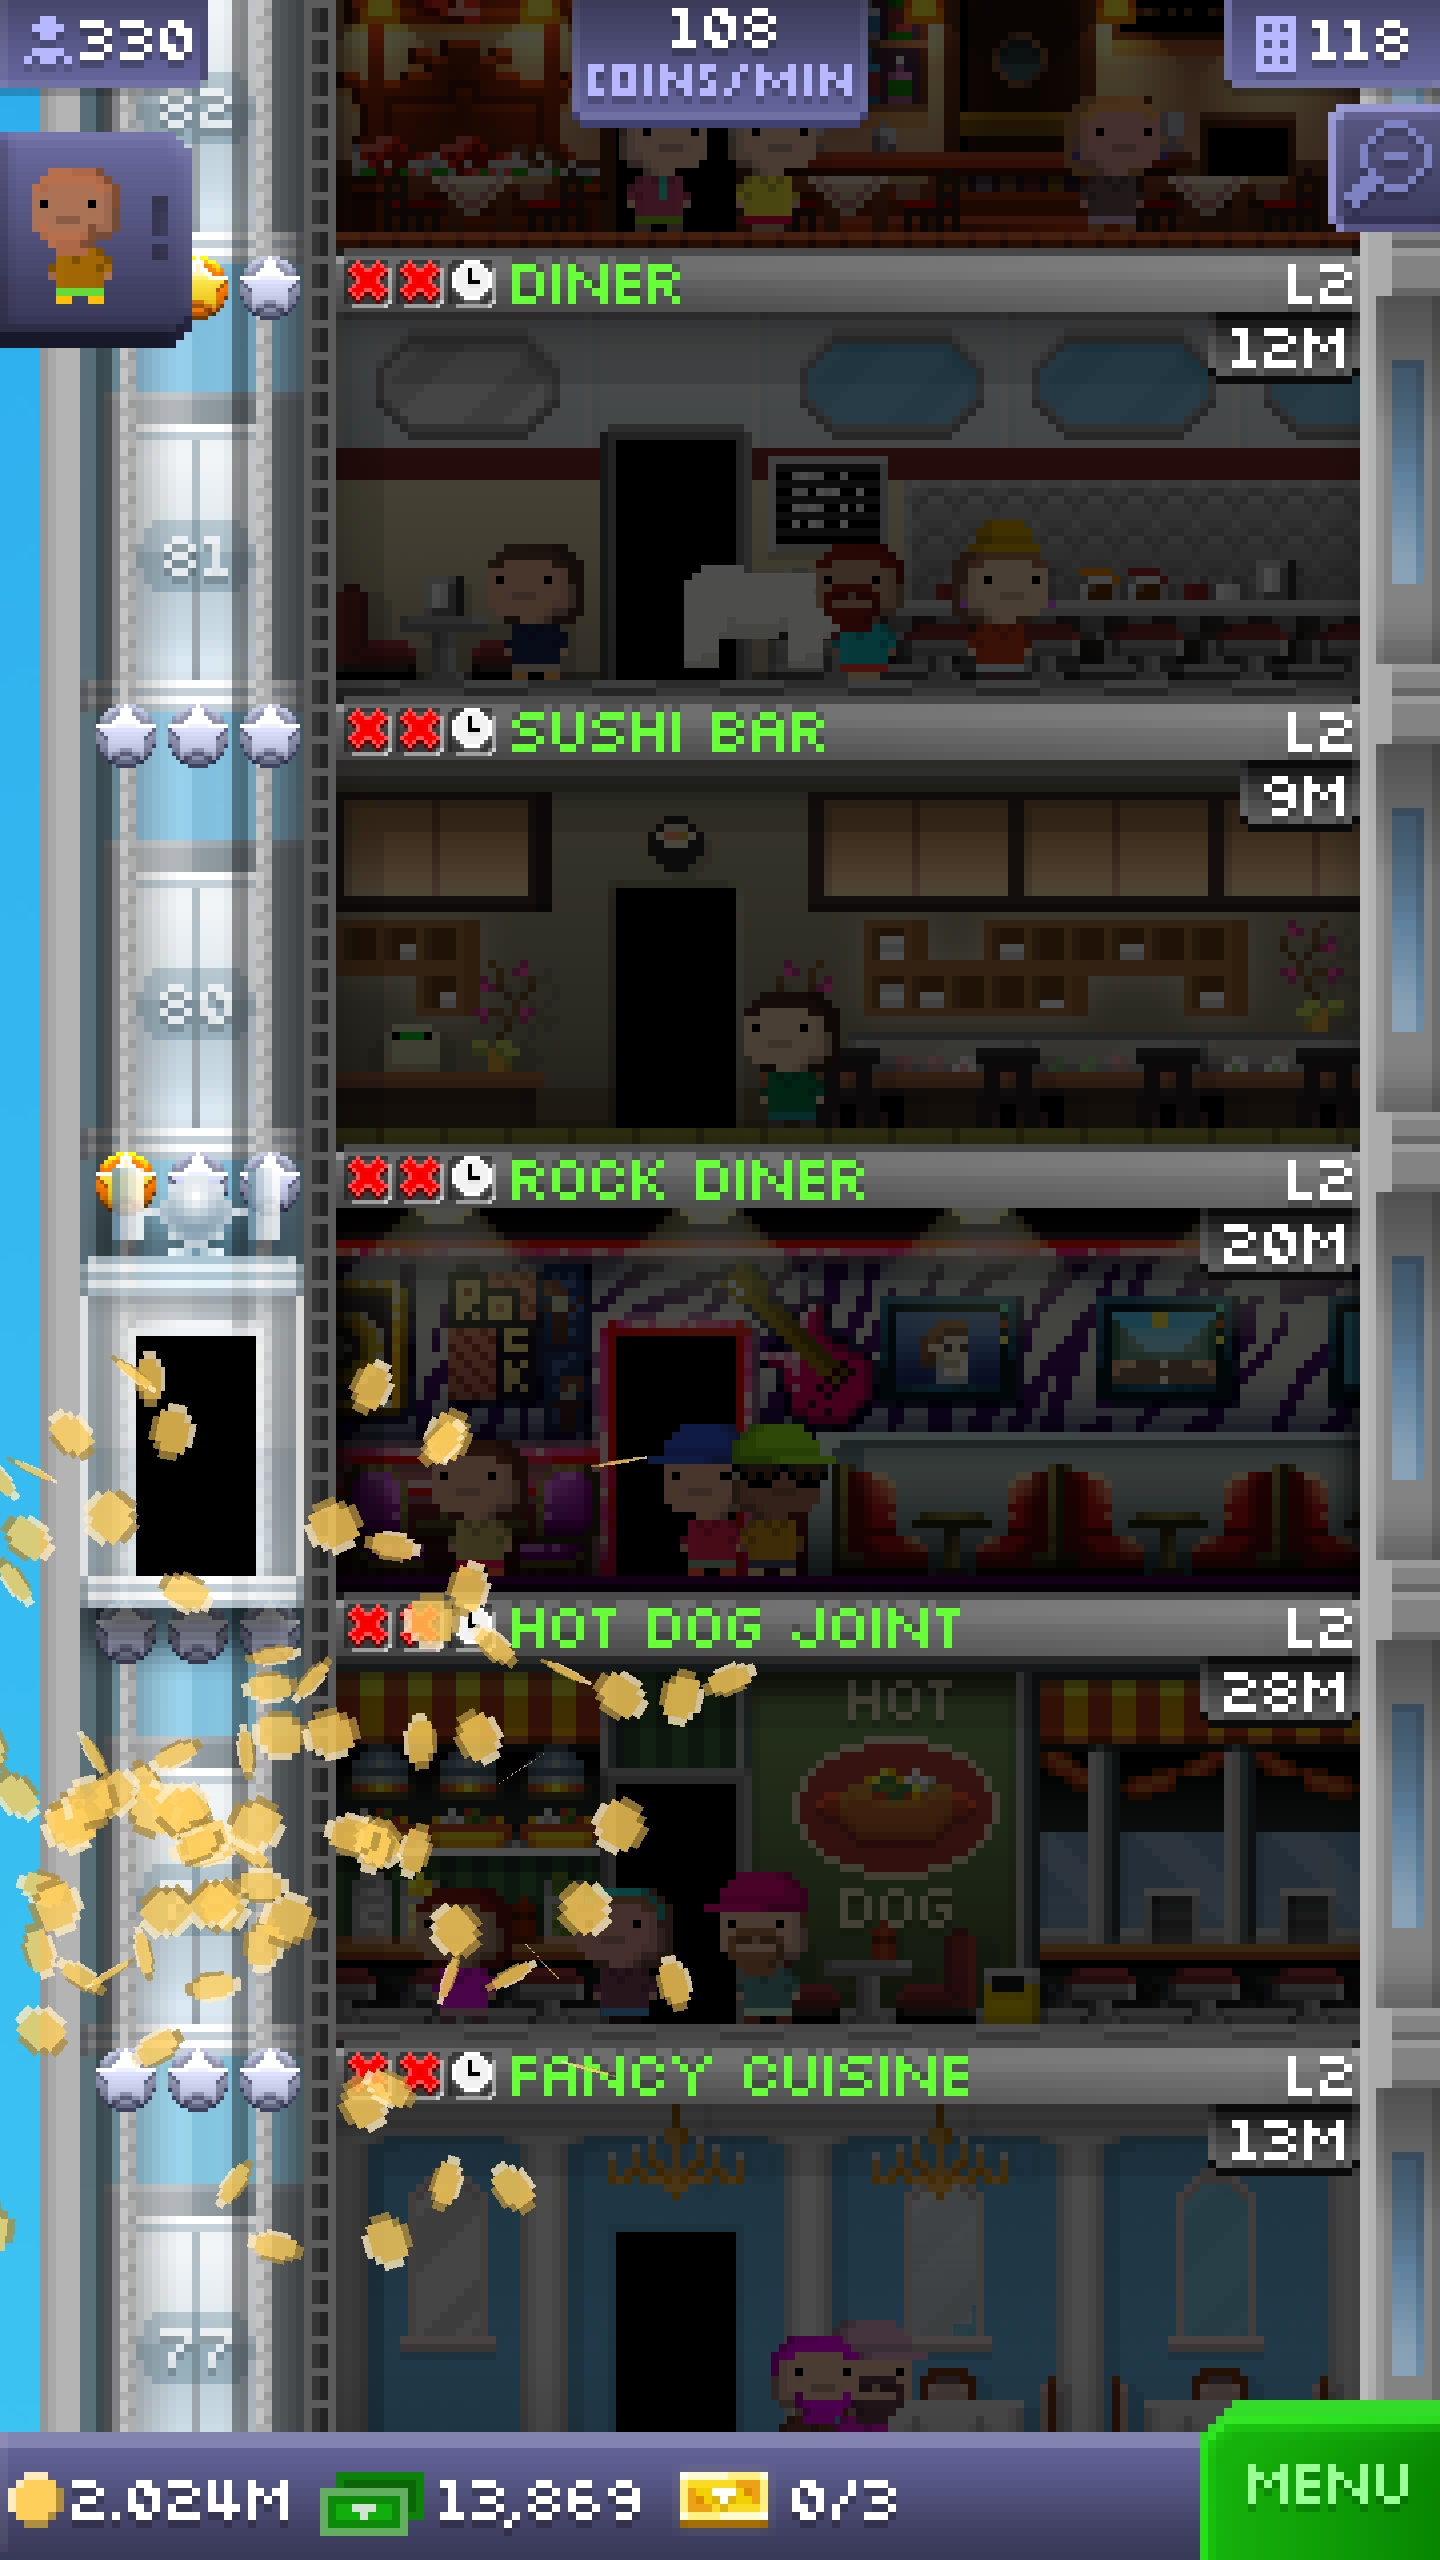 330
108
COINS/MIN
118
82
!
DINER
L2
12M
81
SUSHI BAR
L2
9M
80
ROCK DINER
L2
20M
ROCK
HOT DOG JOINT
L2
28M
HOT
DOG
FANCY CUISINE
L2
13M
77
2.024M
13,869
0/3
MENU